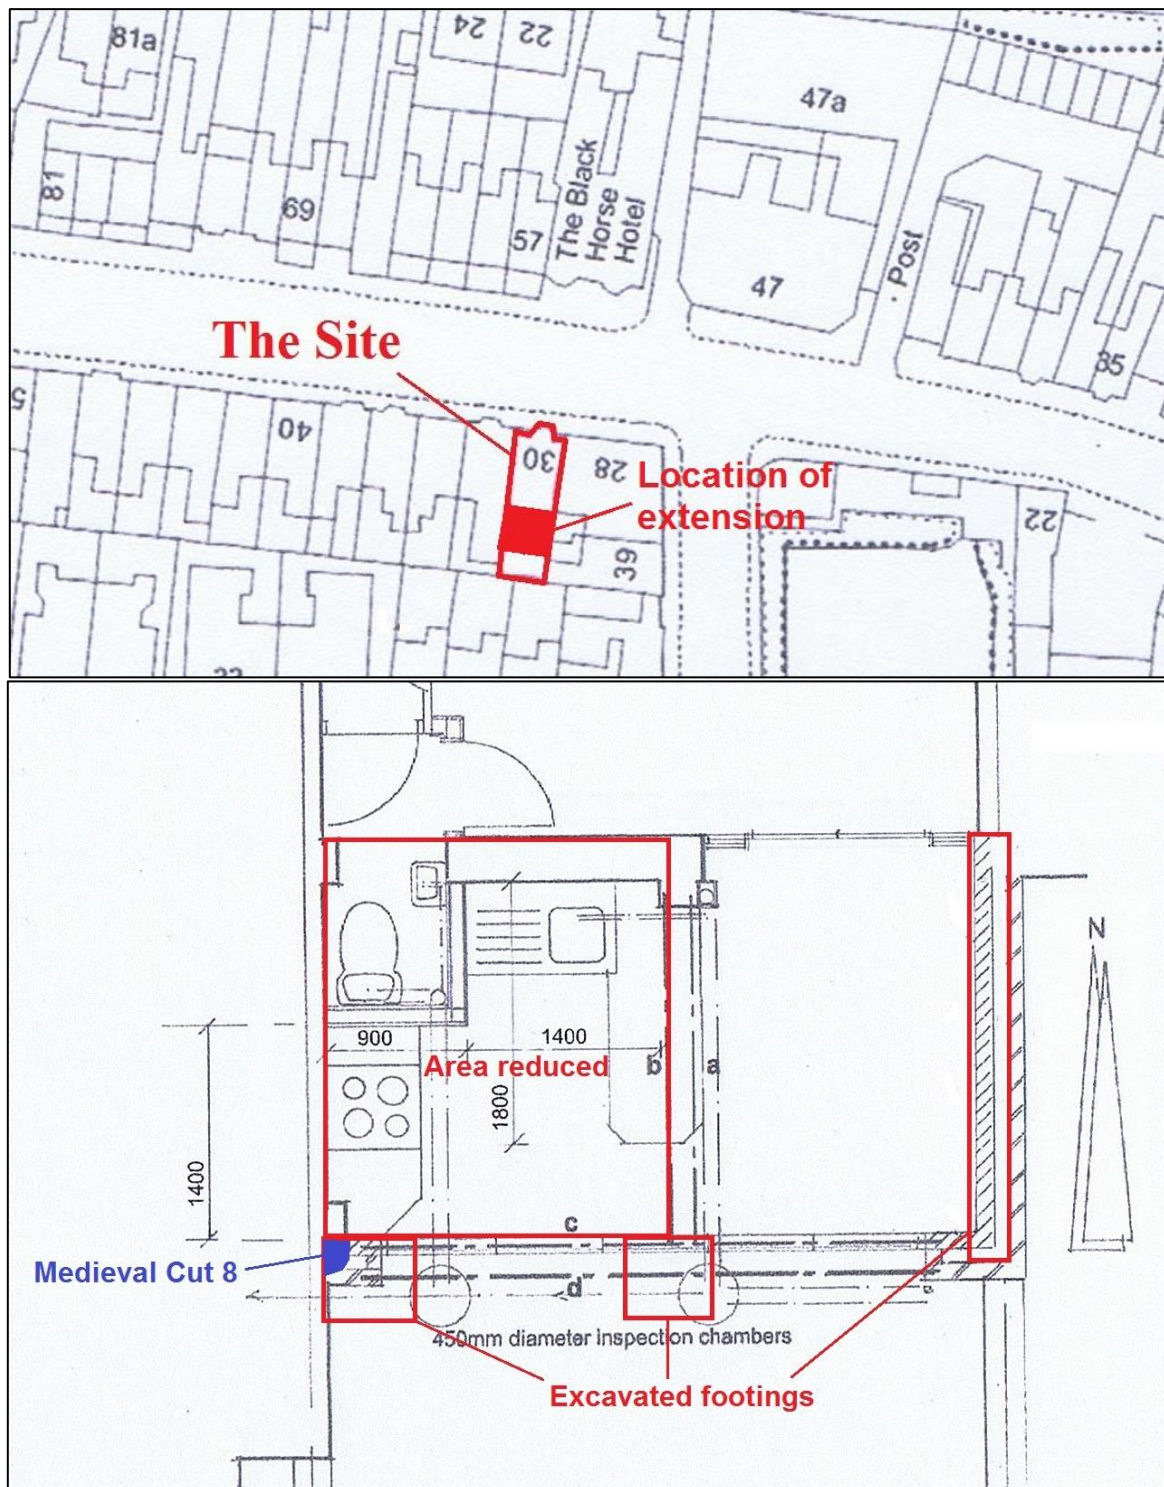 81a
24
22
47a
81
69
57
The Black
Horse
Hotel
47
Post
35
The Site
40
30
28
Location of
extension
39
22
N
900
1400
Area reduced
b
a
1800
1400
c
Medieval Cut 8
d
450mm diameter inspection chambers
Excavated footings